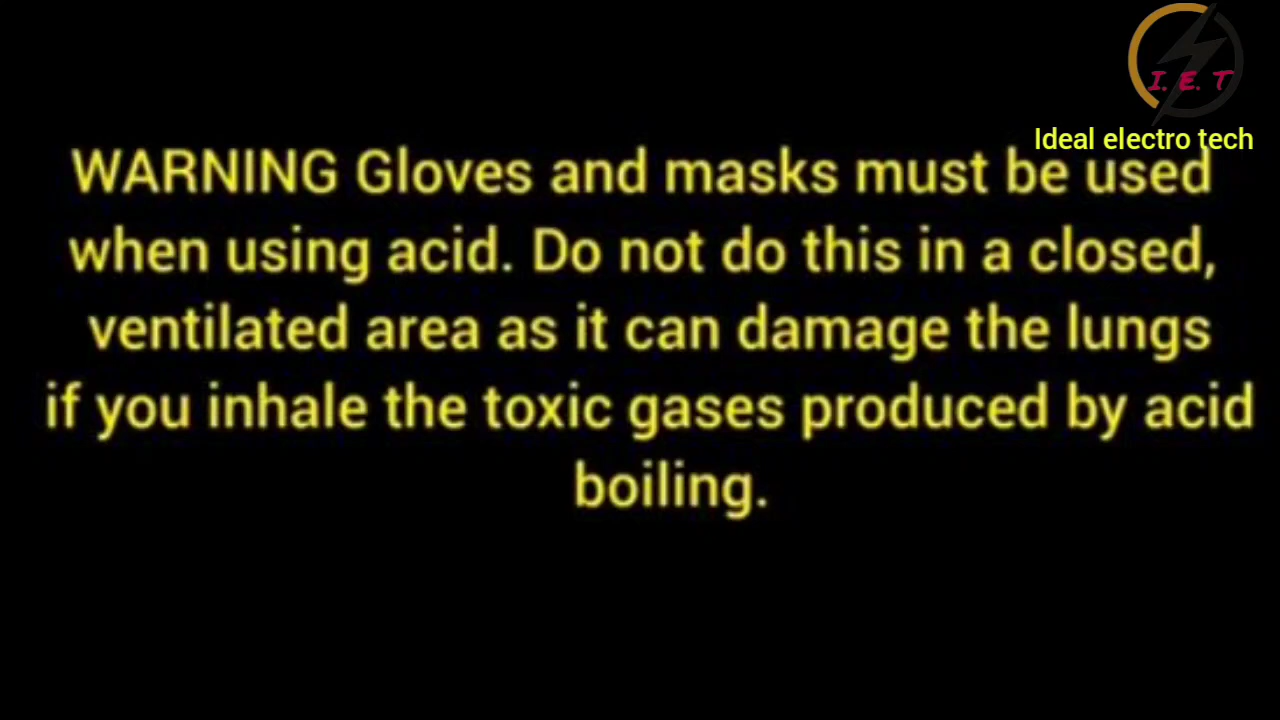 I. E. T
Ideal electro tech
WARNING Gloves and masks must be used
when using acid. Do not do this in a closed,
ventilated area as it can damage the lungs
if you inhale the toxic gases produced by acid
boiling.